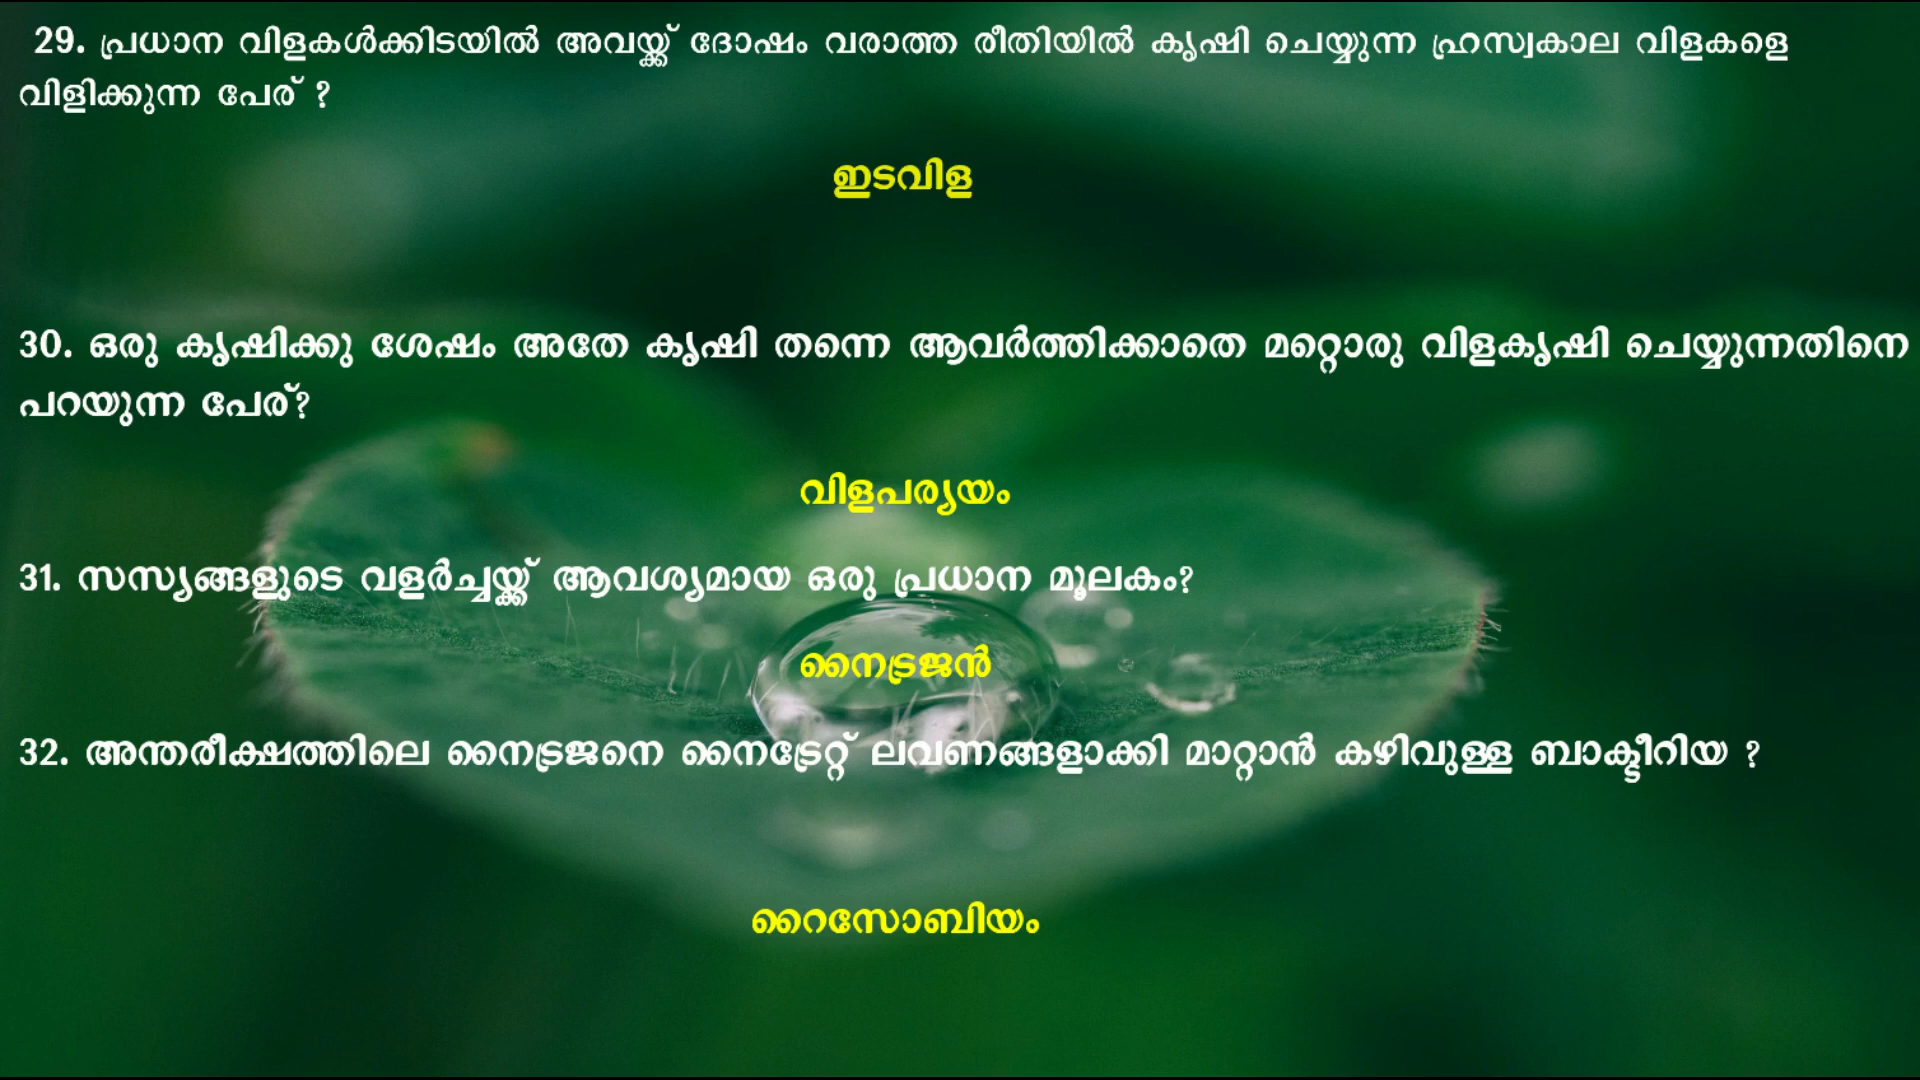 29. പ്രധാന വിളകൾക്കിടയിൽ അവയ്ക്ക് ദോഷം വരാത്ത രീതിയിൽ കൃഷി ചെയ്യുന്ന ഹ്രസ്വകാല വിളകളെ
വിളിക്കുന്ന പേര് ?
ഇടവിള
30. ഒരു കൃഷിക്കു ശേഷം അതേ കൃഷി തന്നെ ആവർത്തിക്കാതെ മറ്റൊരു വിളകൃഷി ചെയ്യുന്നതിനെ
പറയുന്ന പേര്?
വിളപര്യയം
31. സസ്യങ്ങളുടെ വളർച്ചയ്ക്ക് ആവശ്യമായ ഒരു പ്രധാന മൂലകം?
നൈട്രജൻ
32. അന്തരീക്ഷത്തിലെ നൈട്രജനെ നൈട്രേറ്റ് ലവണങ്ങളാക്കി മാറ്റാൻ കഴിവുള്ള ബാക്ടീറിയ ?
റൈസോബിയം